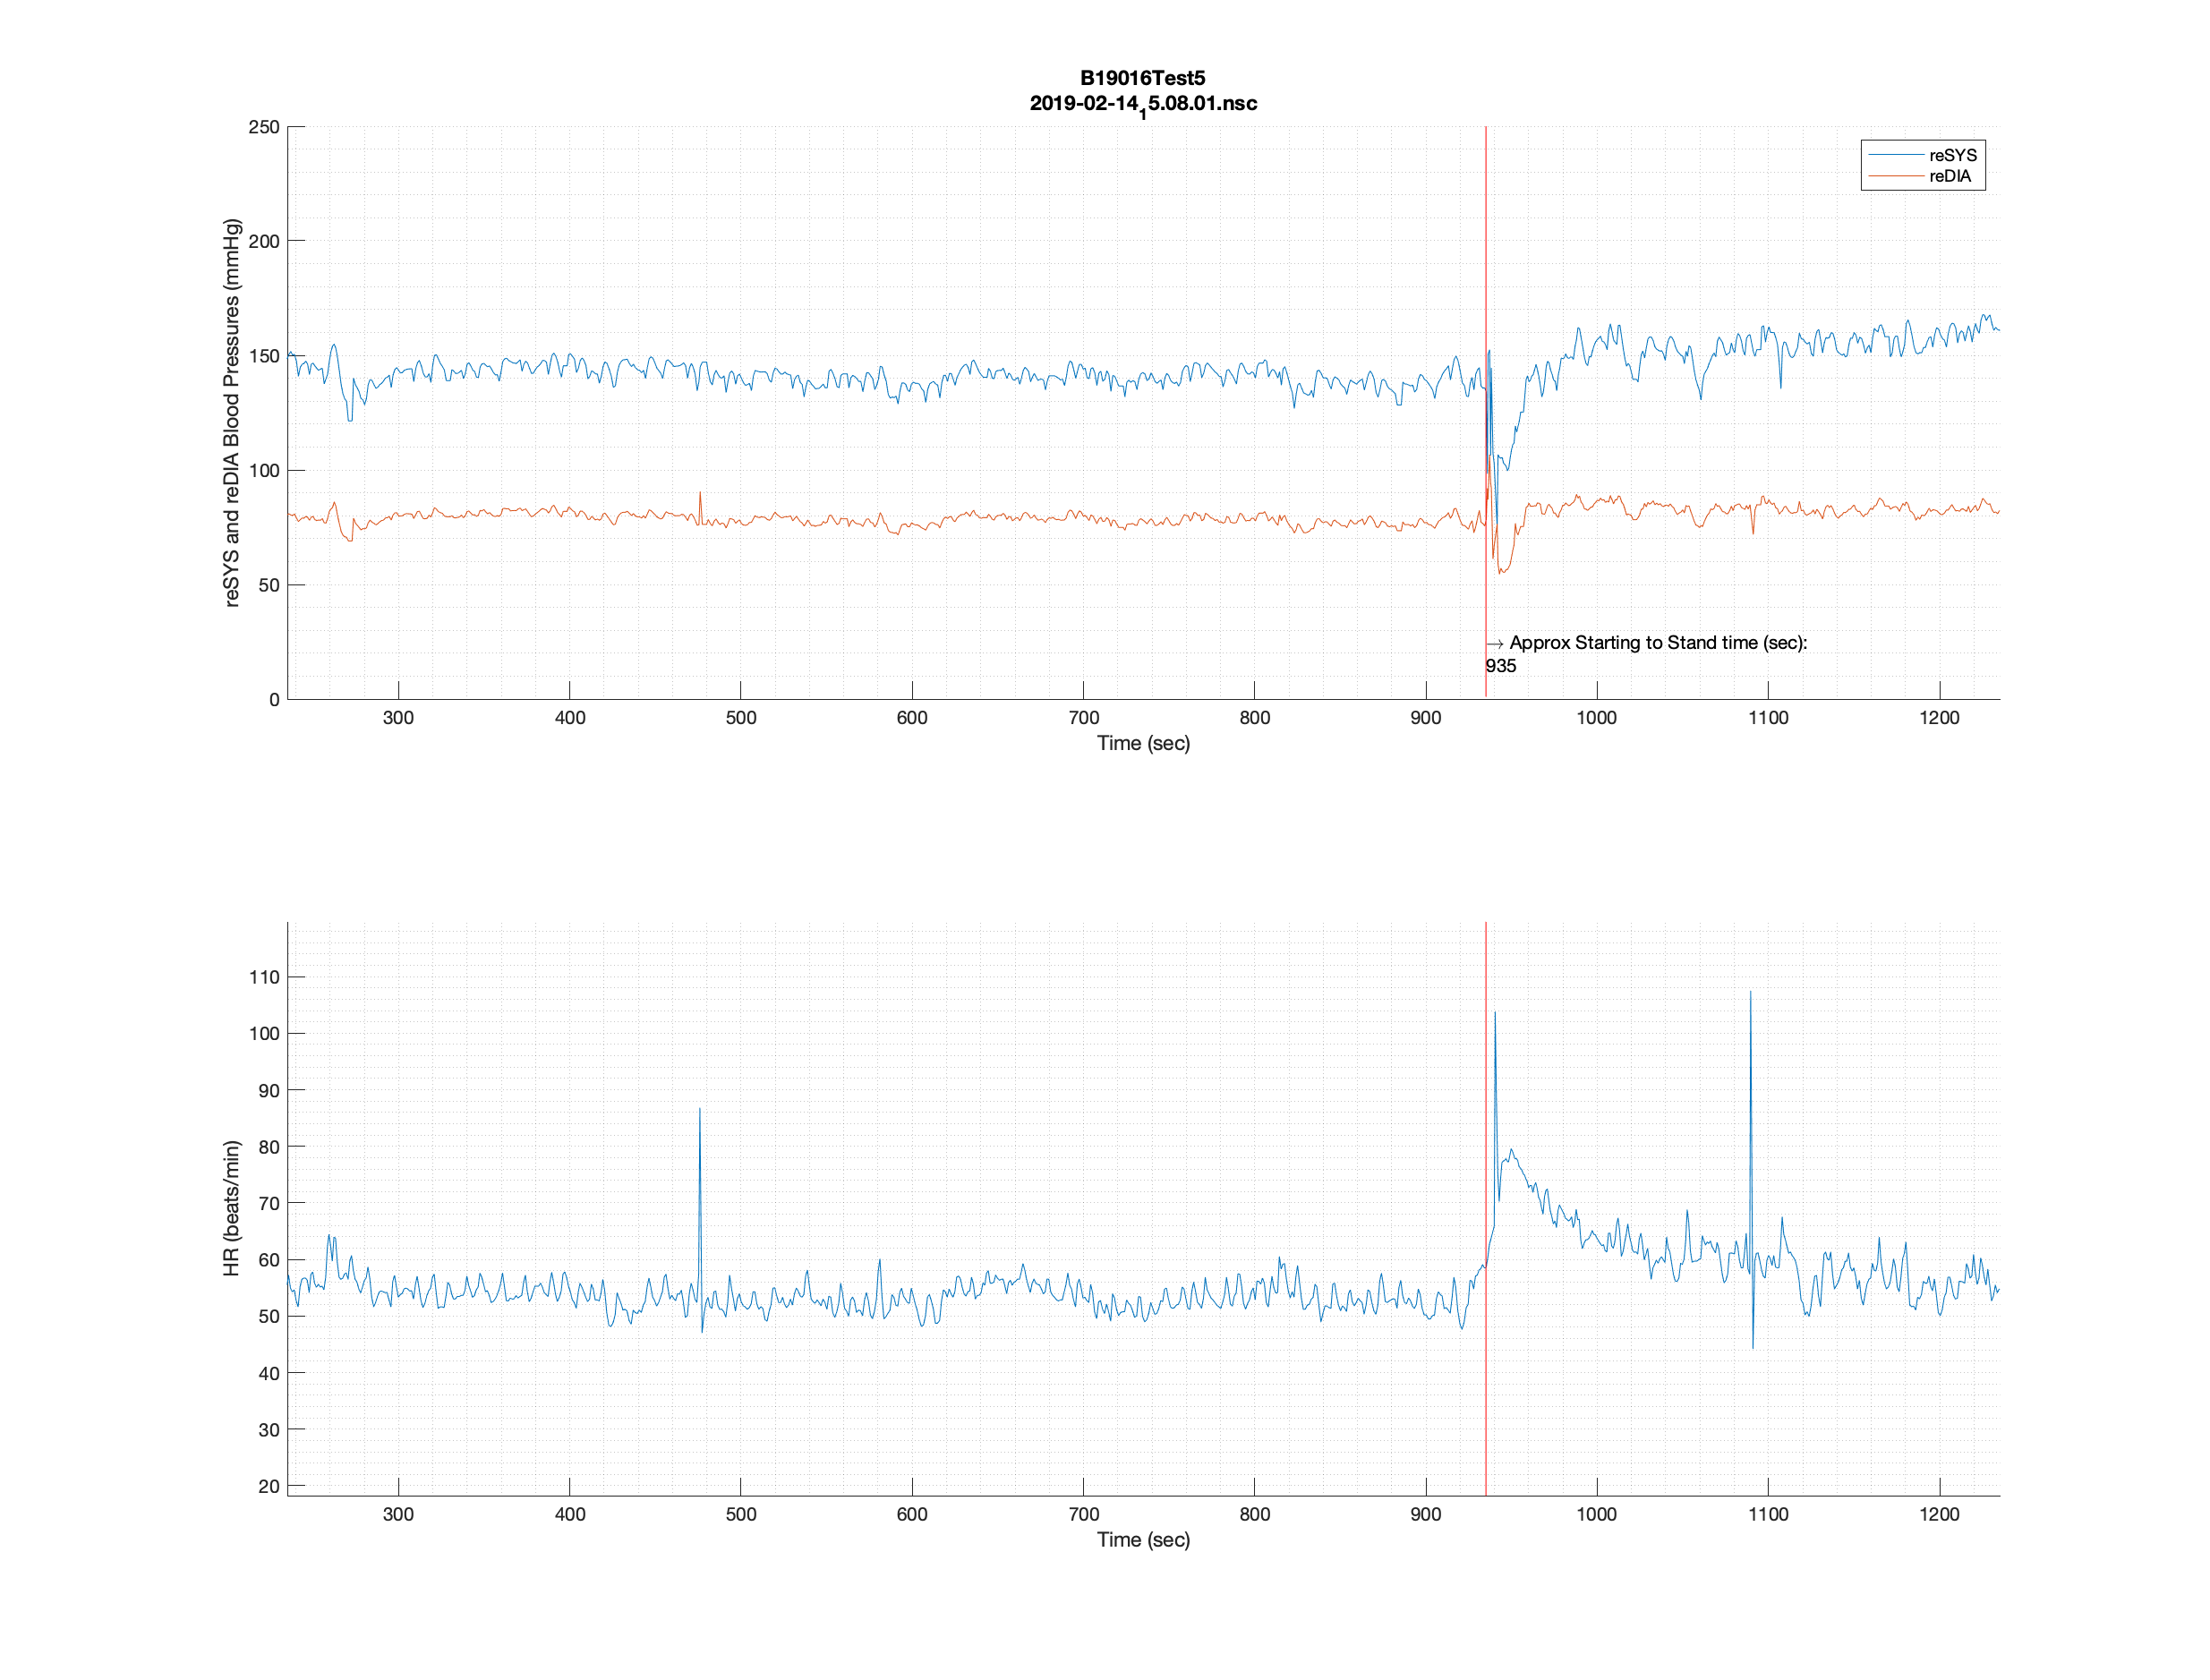 B19016Test5
2019-02-14₁5.08.01.nsc
250
200
150
100
50
0
reSYS and reDIA Blood Pressures (mmHg)
reSYS
reDIA
→ Approx Starting to Stand time (sec):
935
300 400 500 600 700 800 900 1000 1100 1200
Time (sec)
110
100
90
80
70
60
50
40
30
20
HR (beats/min)
300 400 500 600 700 800 900 1000 1100 1200
Time (sec)